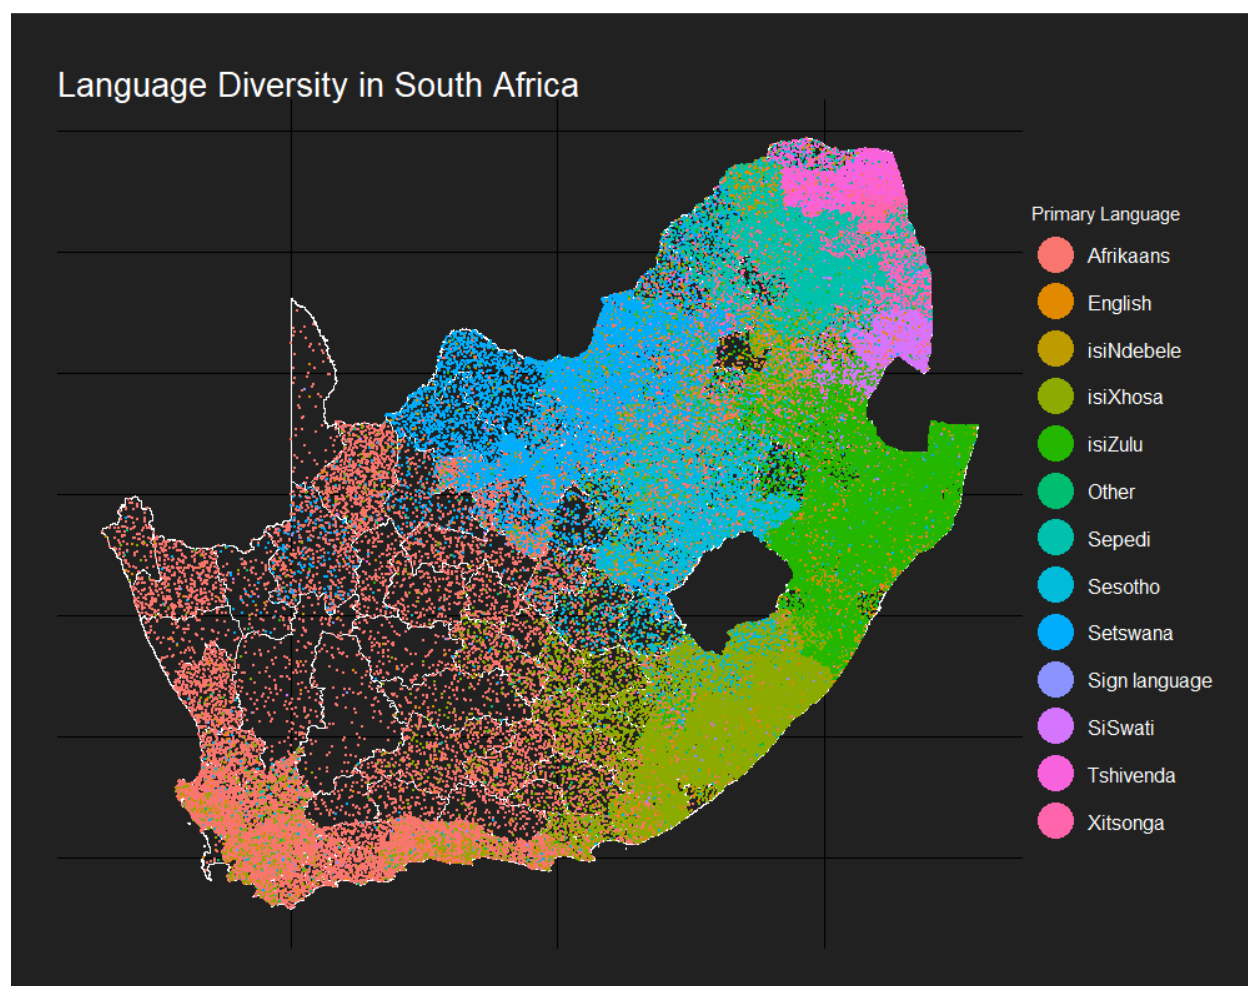 Language Diversity in South Africa
Primary Language
Afrikaans
English
isiNdebele
isiXhosa
isiZulu
Other
Sepedi
Sesotho
Setswana
Sign language
SiSwati
Tshivenda
Xitsonga